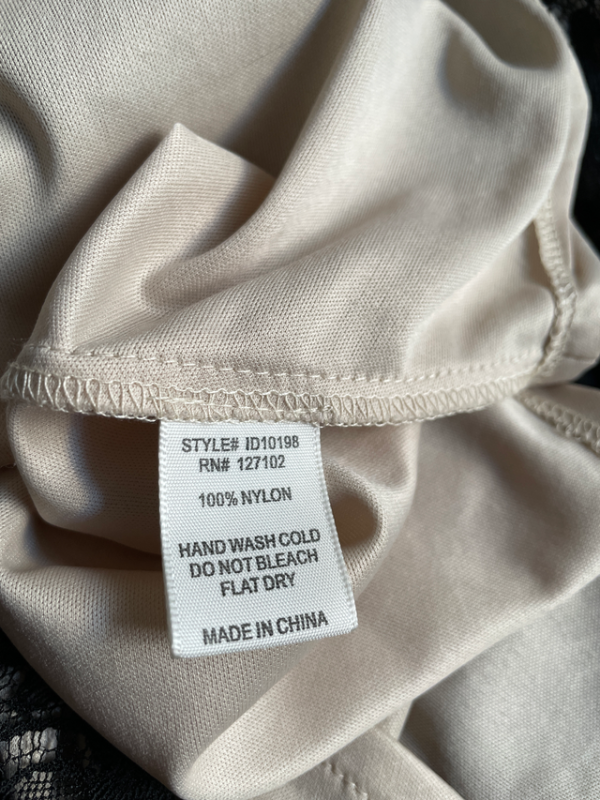 STYLE# ID10198
RN# 127102
100% NYLON
HAND WASH COLD
DO NOT BLEACH
FLAT DRY
MADE IN CHINA